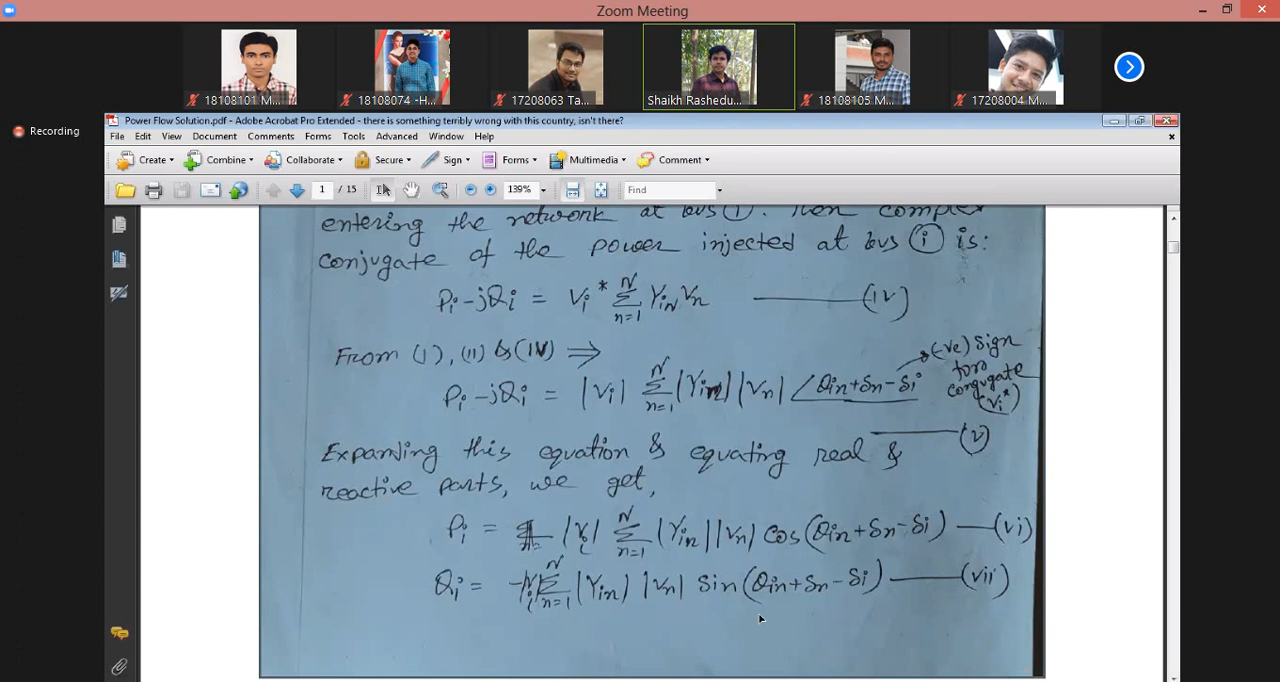 Zoom Meeting
18108101 M...
18108074 -H...
17208063 Ta...
Shaikh Rashedu...
18108105 M...
17208004 M...
Recording
Power Flow Solution.pdf - Adobe Acrobat Pro Extended - there is something terribly wrong with this country, isn't there?
File Edit View Document Comments Forms Tools Advanced Window Help
Create Combine Collaborate Secure Sign Forms Multimedia Comment
1 / 15 139% Find
entering the network at bus (i). Then complex
conjugate of the power injected at bus (i) is:
Pi - jQi = Vi* Σ_{n=1}^{N} Yin Vn —— (iv)
From (i), (ii) & (iv) ⇒
Pi - jQi = |Vi| Σ_{n=1}^{N} |Yin| |Vn| ∠θin+δn-δi
(-ve) sign
for
conjugate
(Vi*)
—— (v)
Expanding this equation & equating real &
reactive parts, we get,
Pi = |Vi| Σ_{n=1}^{N} |Yin| |Vn| cos(θin+δn-δi) —— (vi)
Qi = -|Vi| Σ_{n=1}^{N} |Yin| |Vn| sin(θin+δn-δi) —— (vii)